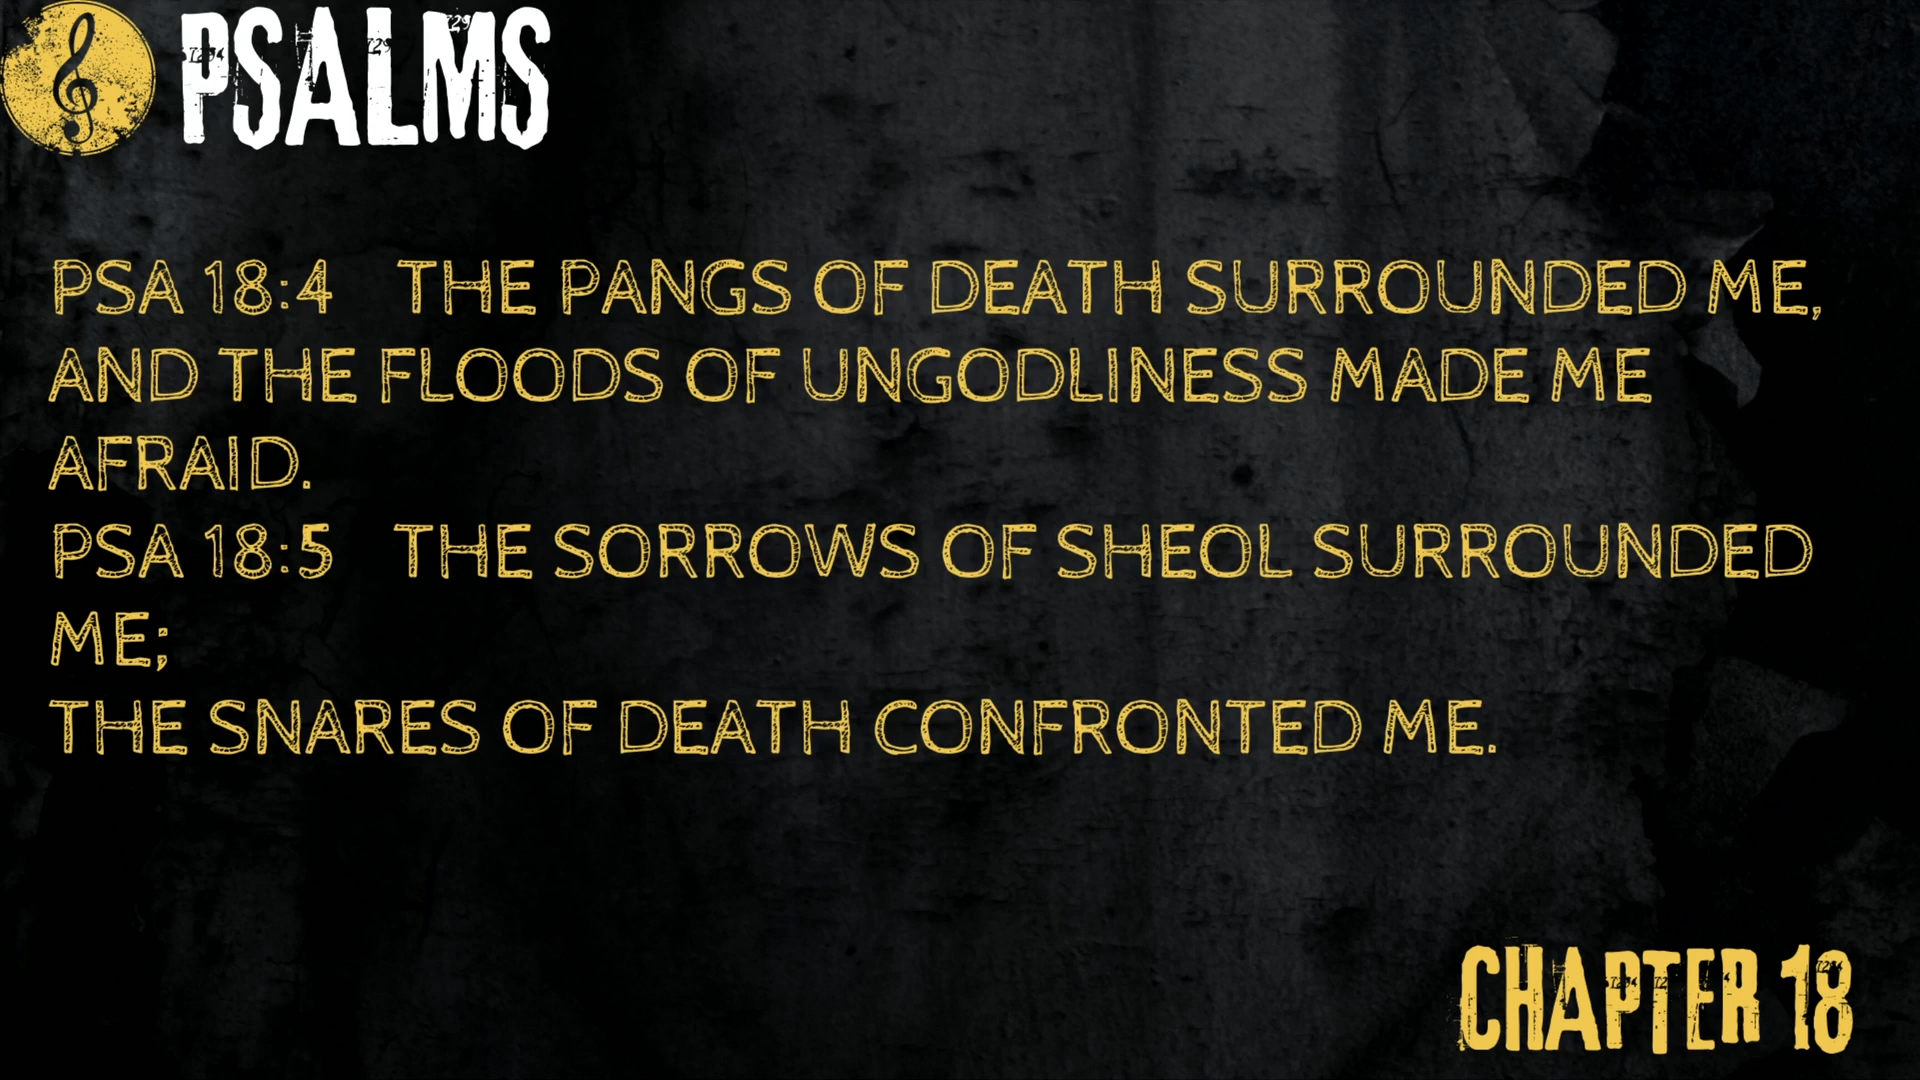 PSALMS
PSA 18:4 THE PANGS OF DEATH SURROUNDED ME,
AND THE FLOODS OF UNGODLINESS MADE ME
AFRAID.
PSA 18:5 THE SORROWS OF SHEOL SURROUNDED
ME;
THE SNARES OF DEATH CONFRONTED ME.
CHAPTER 18